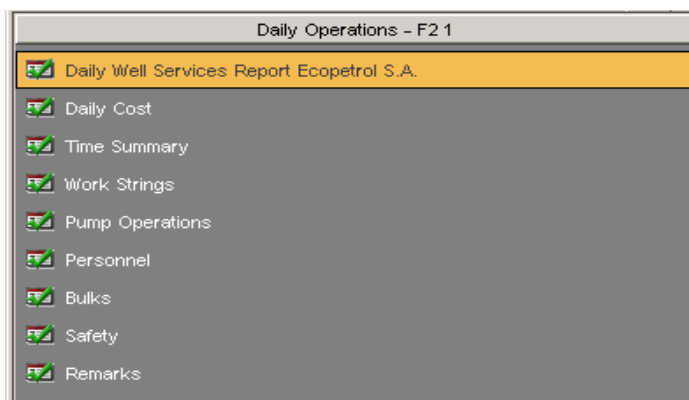 Daily Operations - F2 1
Daily Well Services Report Ecopetrol S.A.
Daily Cost
Time Summary
Work Strings
Pump Operations
Personnel
Bulks
Safety
Remarks